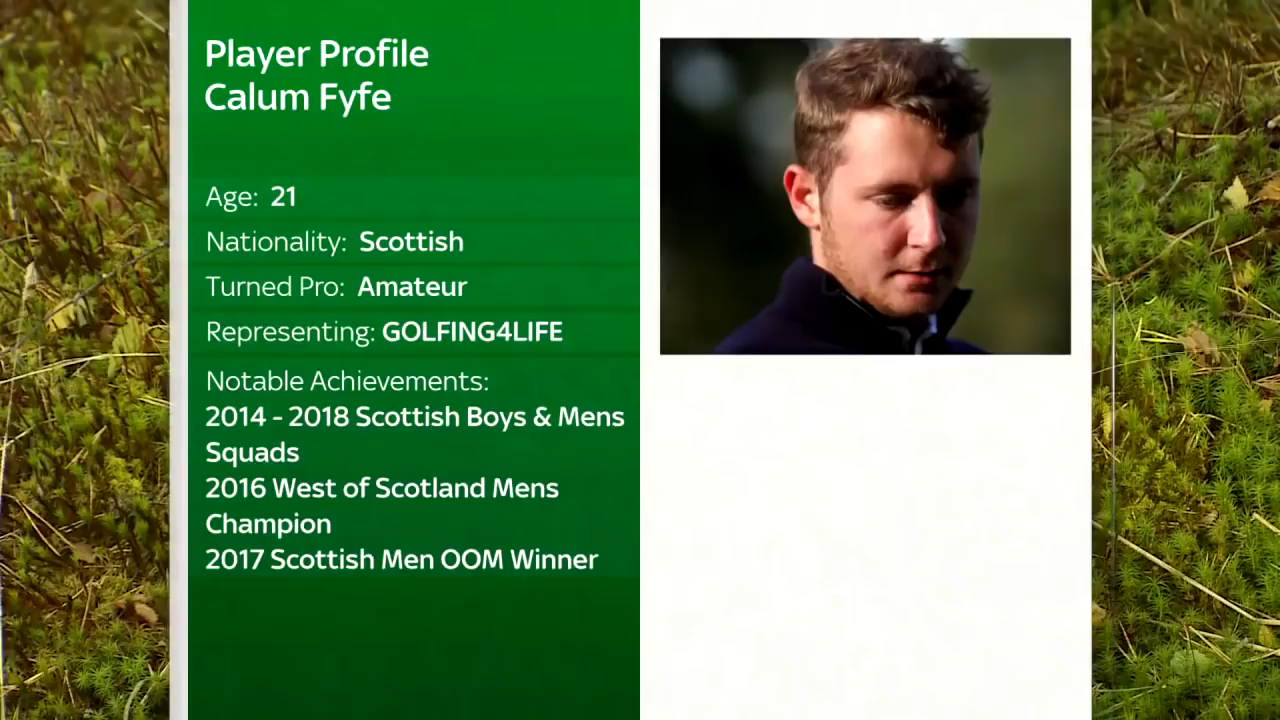 Player Profile
Calum Fyfe
Age: 21
Nationality: Scottish
Turned Pro: Amateur
Representing: GOLFING4LIFE
Notable Achievements:
2014 - 2018 Scottish Boys & Mens
Squads
2016 West of Scotland Mens
Champion
2017 Scottish Men OOM Winner